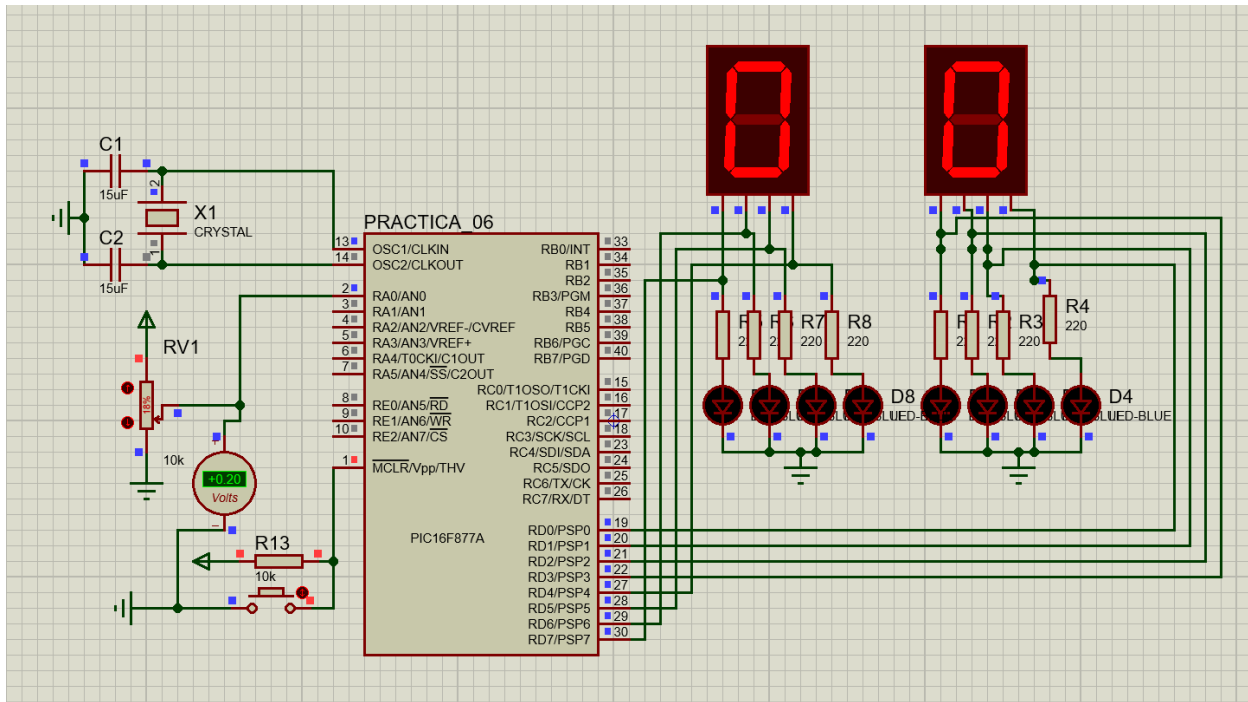 C1
15uF
2
X1
CRYSTAL
1
C2
15uF
RV1
18%
10k
+0.20
Volts
R13
10k
PRACTICA_06
13 OSC1/CLKIN
14 OSC2/CLKOUT
2 RA0/AN0
3 RA1/AN1
4 RA2/AN2/VREF-/CVREF
5 RA3/AN3/VREF+
6 RA4/T0CKI/C1OUT
7 RA5/AN4/SS/C2OUT
8 RE0/AN5/RD
9 RE1/AN6/WR
10 RE2/AN7/CS
1 MCLR/Vpp/THV
PIC16F877A
RB0/INT 33
RB1 34
RB2 35
RB3/PGM 36
RB4 37
RB5 38
RB6/PGC 39
RB7/PGD 40
RC0/T1OSO/T1CKI 15
RC1/T1OSI/CCP2 16
RC2/CCP1 17
RC3/SCK/SCL 18
RC4/SDI/SDA 23
RC5/SDO 24
RC6/TX/CK 25
RC7/RX/DT 26
RD0/PSP0 19
RD1/PSP1 20
RD2/PSP2 21
RD3/PSP3 22
RD4/PSP4 27
RD5/PSP5 28
RD6/PSP6 29
RD7/PSP7 30
0
0
R7
220
R8
220
D8
R3
220
R4
220
D4
LED-BLUE